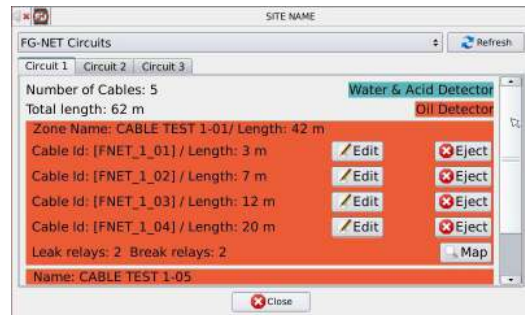 SITE NAME
FG-NET Circuits
Refresh
Circuit 1 Circuit 2 Circuit 3
Number of Cables: 5 Water & Acid Detector
Total length: 62 m Oil Detector
Zone Name: CABLE TEST 1-01/ Length: 42 m
Cable Id: [FNET_1_01] / Length: 3 m Edit Eject
Cable Id: [FNET_1_02] / Length: 7 m Edit Eject
Cable Id: [FNET_1_03] / Length: 12 m Edit Eject
Cable Id: [FNET_1_04] / Length: 20 m Edit Eject
Leak relays: 2 Break relays: 2 Map
Name: CABLE TEST 1-05
Close